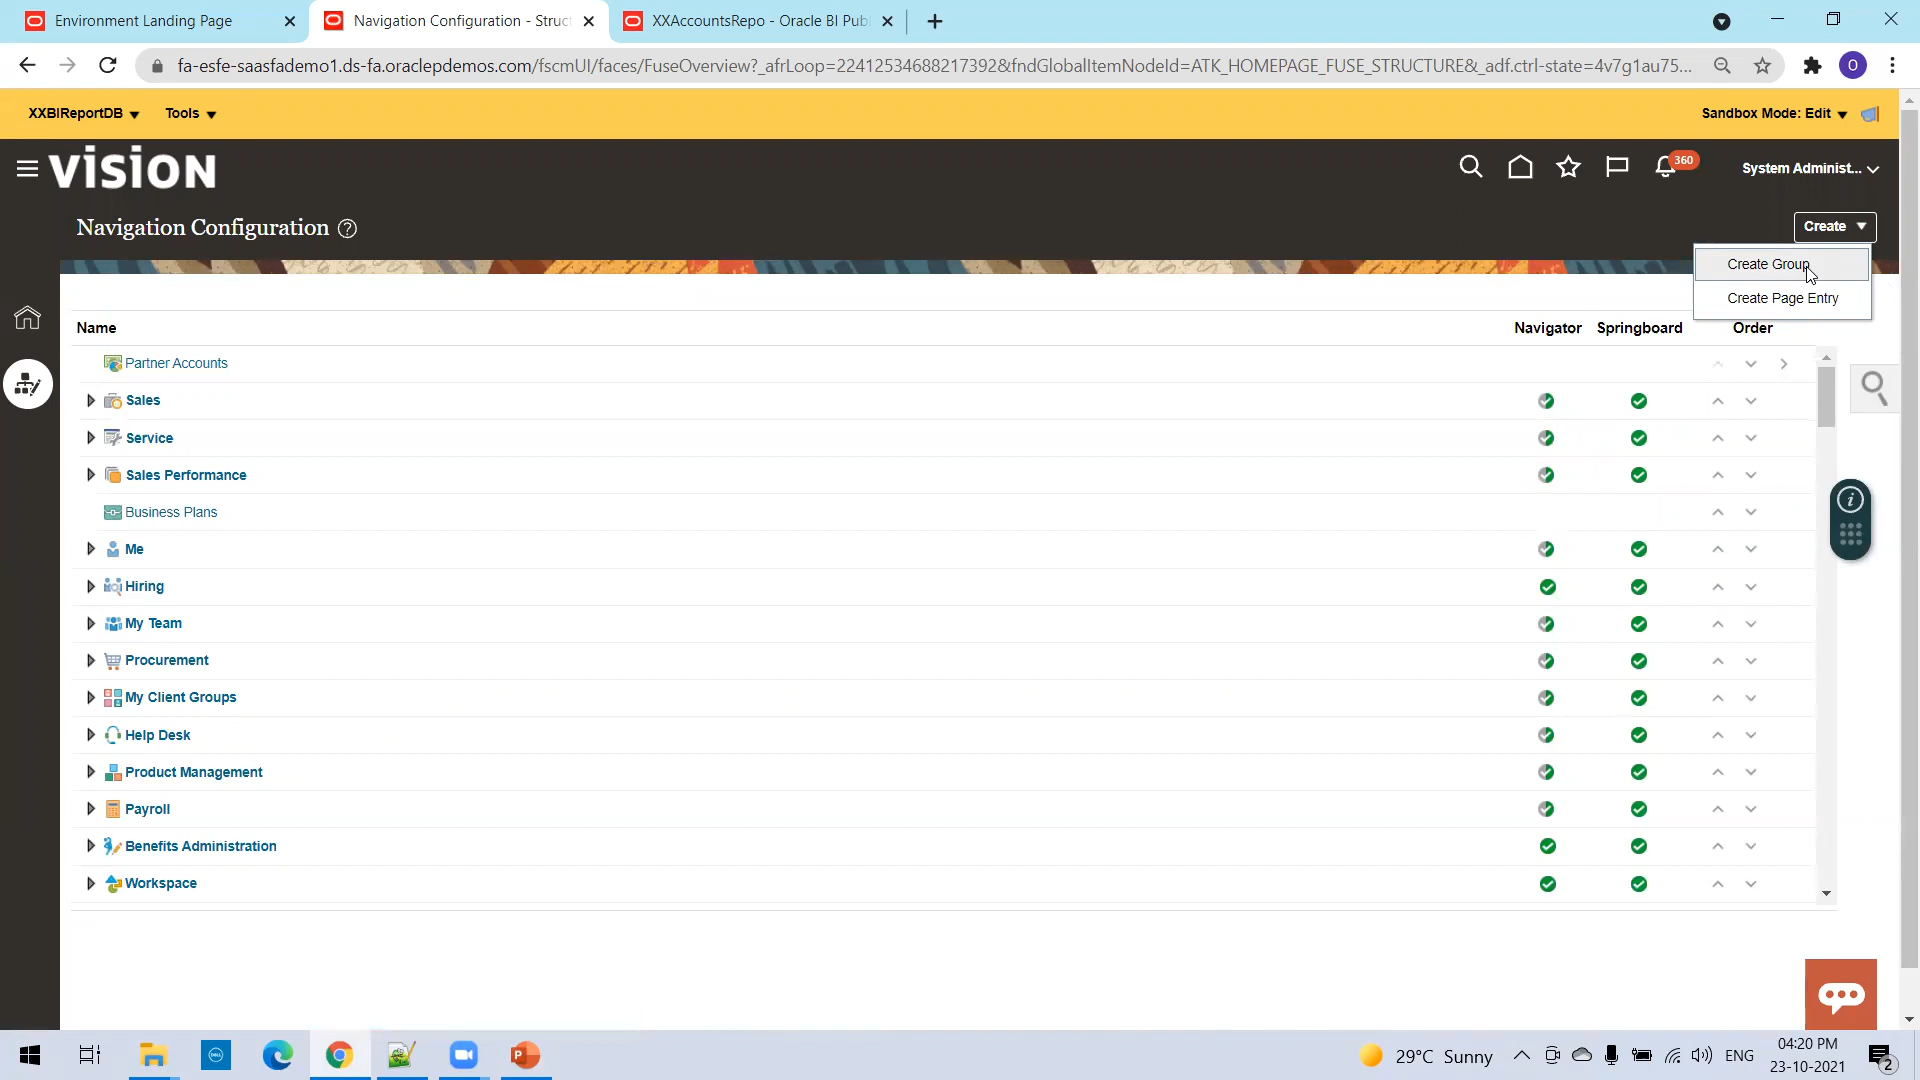 Environment Landing Page
Navigation Configuration - Struct
XXAccountsRepo - Oracle BI Publ
fa-esfe-saasfademo1.ds-fa.oraclepdemos.com/fscmUI/faces/FuseOverview?_afrLoop=22412534688217392&fndGlobalItemNodeId=ATK_HOMEPAGE_FUSE_STRUCTURE&_adf.ctrl-state=4v7g1au75...
O
XXBIReportDB
Tools
Sandbox Mode: Edit
vision
360
System Administ...
Navigation Configuration
Create
Create Group
Create Page Entry
Name
Navigator
Springboard
Order
Partner Accounts
Sales
Service
Sales Performance
Business Plans
Me
Hiring
My Team
Procurement
My Client Groups
Help Desk
Product Management
Payroll
Benefits Administration
Workspace
29°C Sunny
ENG
04:20 PM
23-10-2021
2